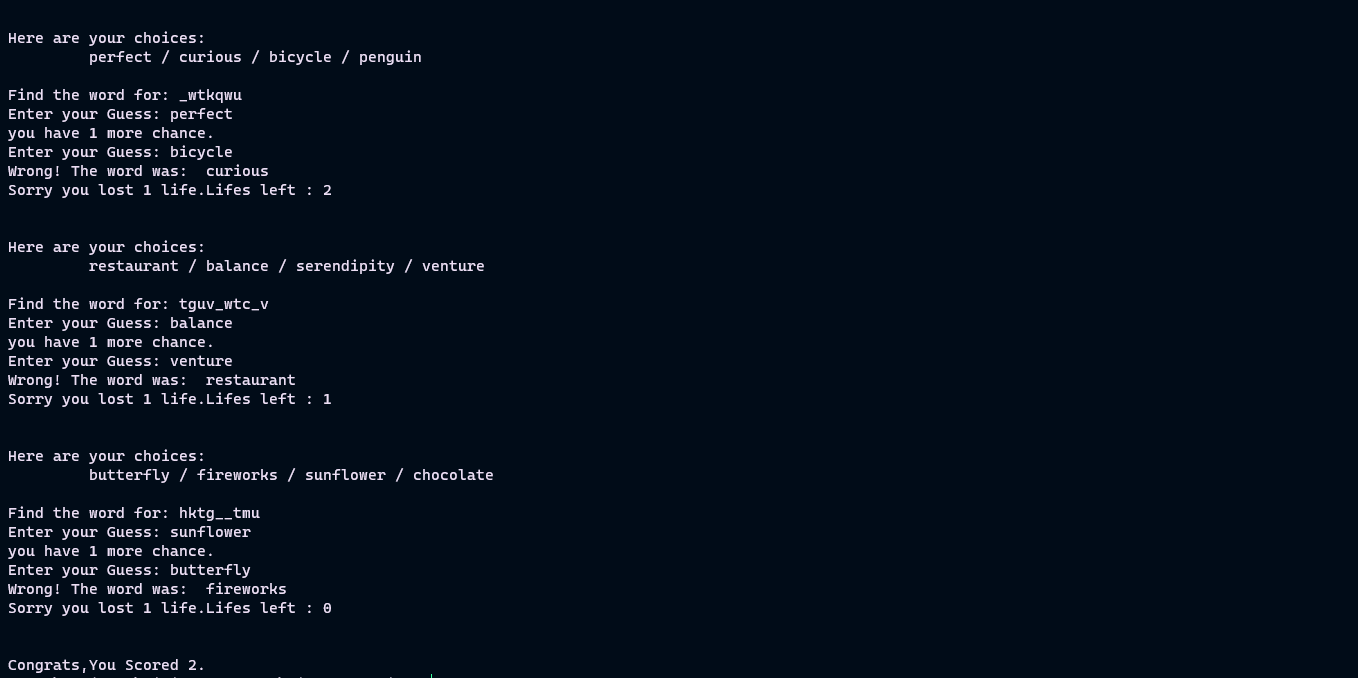 Here are your choices:
perfect / curious / bicycle / penguin
Find the word for: _wtkqwu
Enter your Guess: perfect
you have 1 more chance.
Enter your Guess: bicycle
Wrong! The word was:  curious
Sorry you lost 1 life.Lifes left : 2
Here are your choices:
restaurant / balance / serendipity / venture
Find the word for: tguv_wtc_v
Enter your Guess: balance
you have 1 more chance.
Enter your Guess: venture
Wrong! The word was:  restaurant
Sorry you lost 1 life.Lifes left : 1
Here are your choices:
butterfly / fireworks / sunflower / chocolate
Find the word for: hktg__tmu
Enter your Guess: sunflower
you have 1 more chance.
Enter your Guess: butterfly
Wrong! The word was:  fireworks
Sorry you lost 1 life.Lifes left : 0
Congrats,You Scored 2.